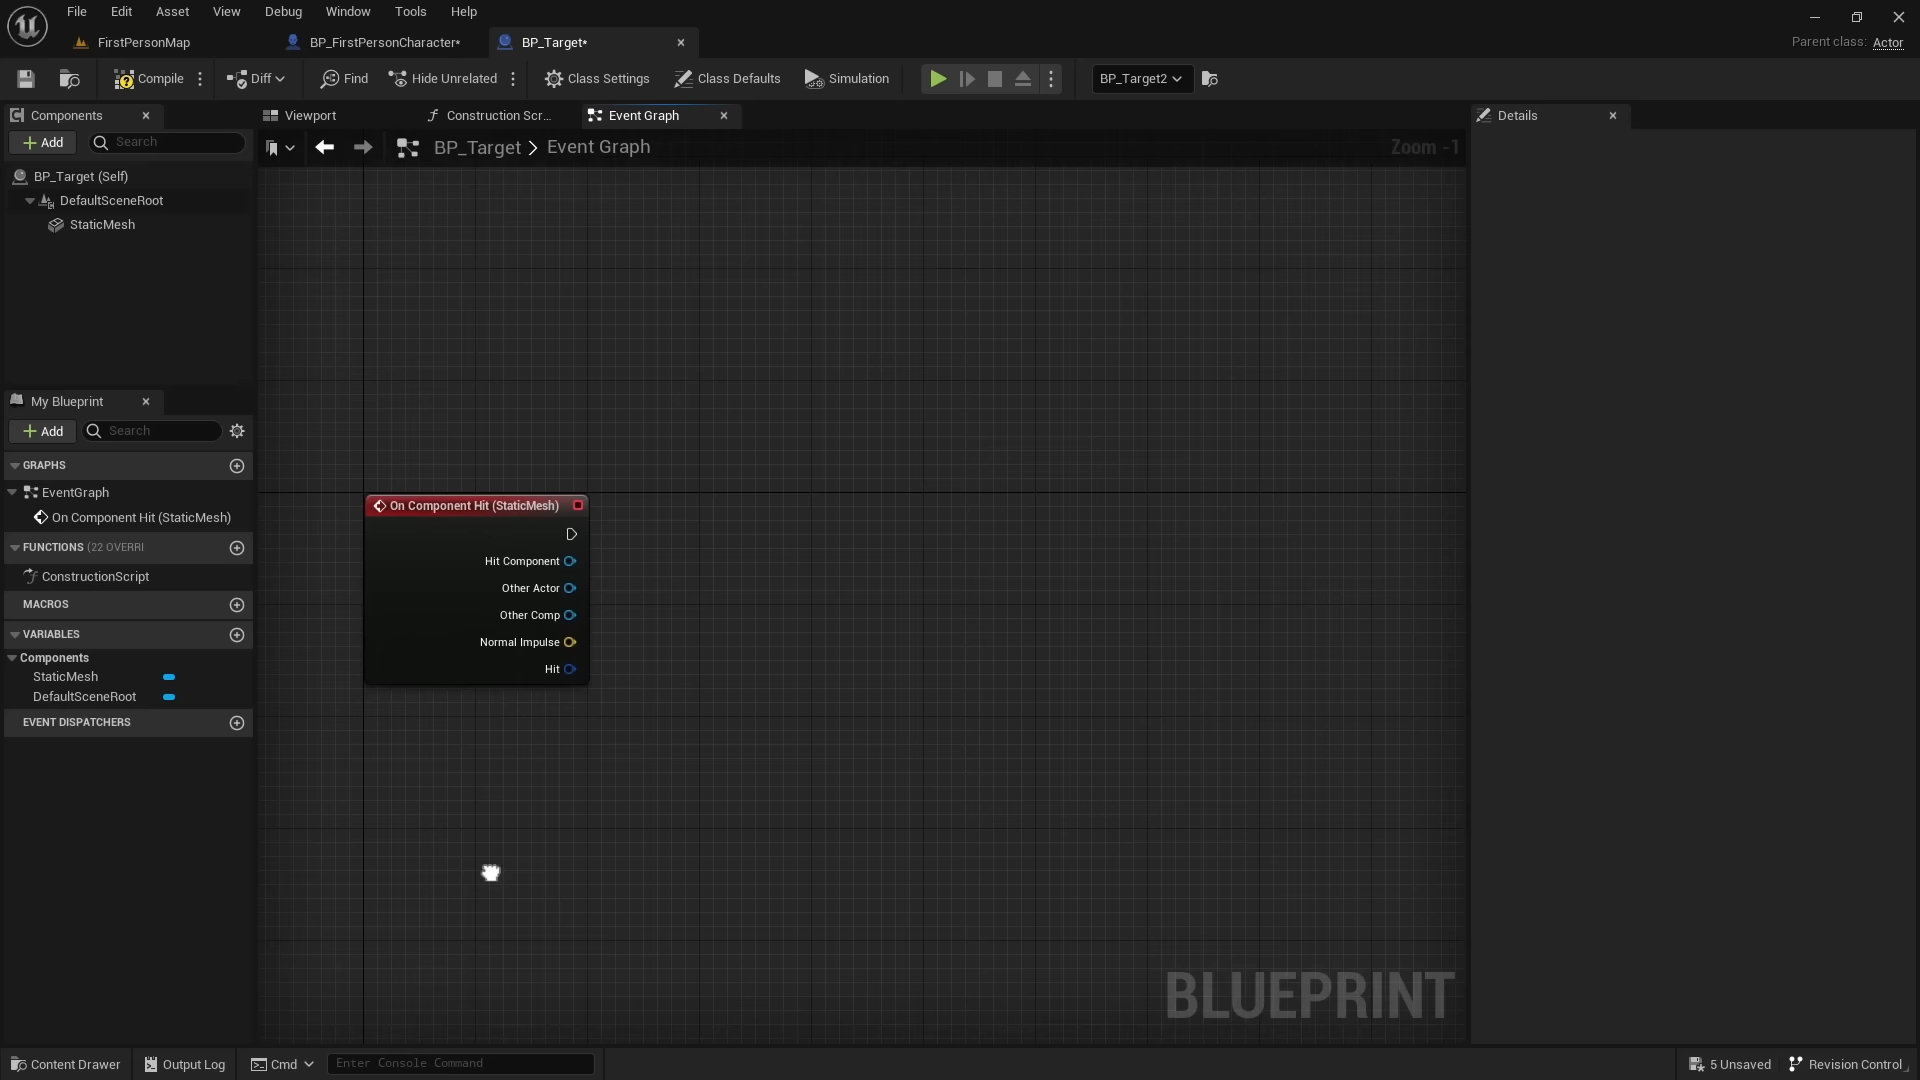 File Edit Asset View Debug Window Tools Help
FirstPersonMap BP_FirstPersonCharacter* BP_Target* Parent class: Actor
Compile Diff Find Hide Unrelated Class Settings Class Defaults Simulation BP_Target2
Components Viewport Construction Scr... Event Graph Details
Add Search BP_Target > Event Graph Zoom -1
BP_Target (Self)
DefaultSceneRoot
StaticMesh
My Blueprint
Add Search
GRAPHS
EventGraph
On Component Hit (StaticMesh)
FUNCTIONS (22 OVERRI
ConstructionScript
MACROS
VARIABLES
Components
StaticMesh
DefaultSceneRoot
EVENT DISPATCHERS
On Component Hit (StaticMesh)
Hit Component
Other Actor
Other Comp
Normal Impulse
Hit
BLUEPRINT
Content Drawer Output Log Cmd Enter Console Command 5 Unsaved Revision Control